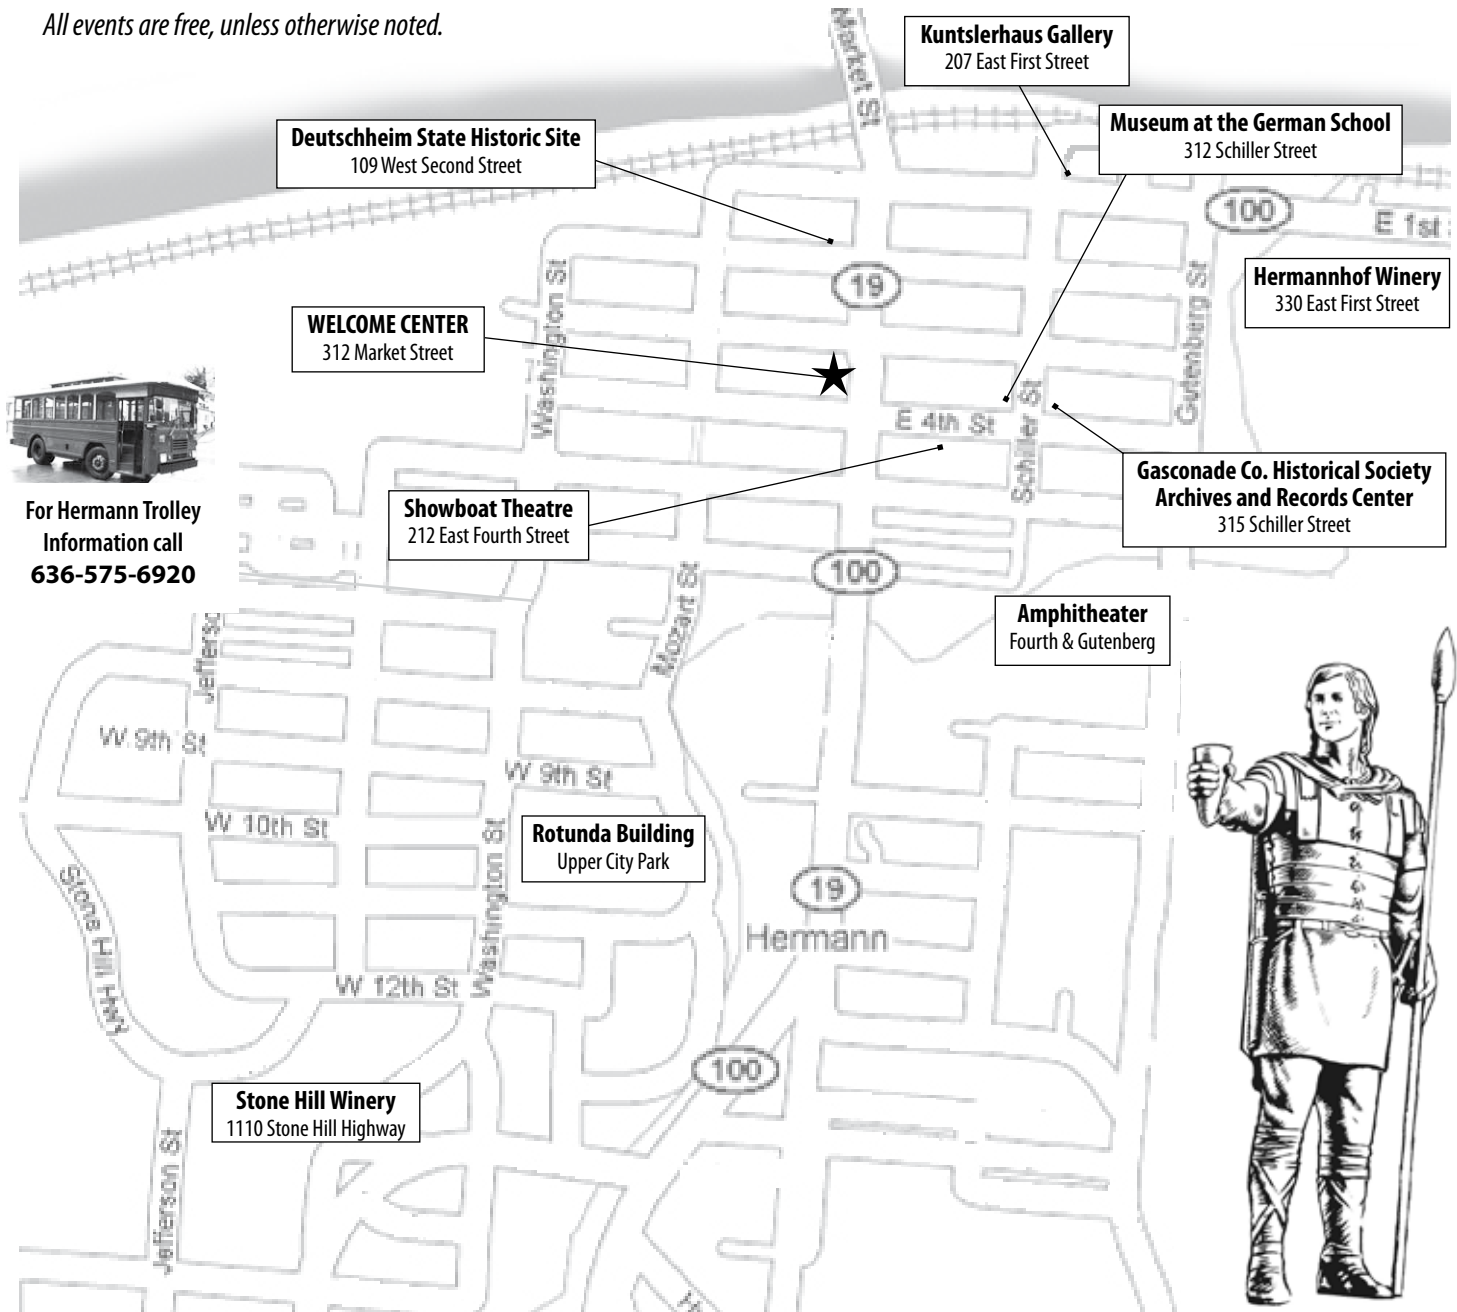 All events are free, unless otherwise noted.
Market St
Kuntslerhaus Gallery
207 East First Street
Museum at the German School
312 Schiller Street
Deutschheim State Historic Site
109 West Second Street
100
E 1st
19
Hermannhof Winery
330 East First Street
Washington St
Gutenburg St
WELCOME CENTER
312 Market Street
E 4th St
Schiller St
Gasconade Co. Historical Society
Archives and Records Center
315 Schiller Street
Showboat Theatre
212 East Fourth Street
For Hermann Trolley
Information call
636-575-6920
100
Mozart St
Amphitheater
Fourth & Gutenberg
Jefferso
W 9th St
W 9th St
W 10th St
Rotunda Building
Upper City Park
Washington St
19
Hermann
Stone Hill Hwy
W 12th St
100
Stone Hill Winery
1110 Stone Hill Highway
Jefferson St